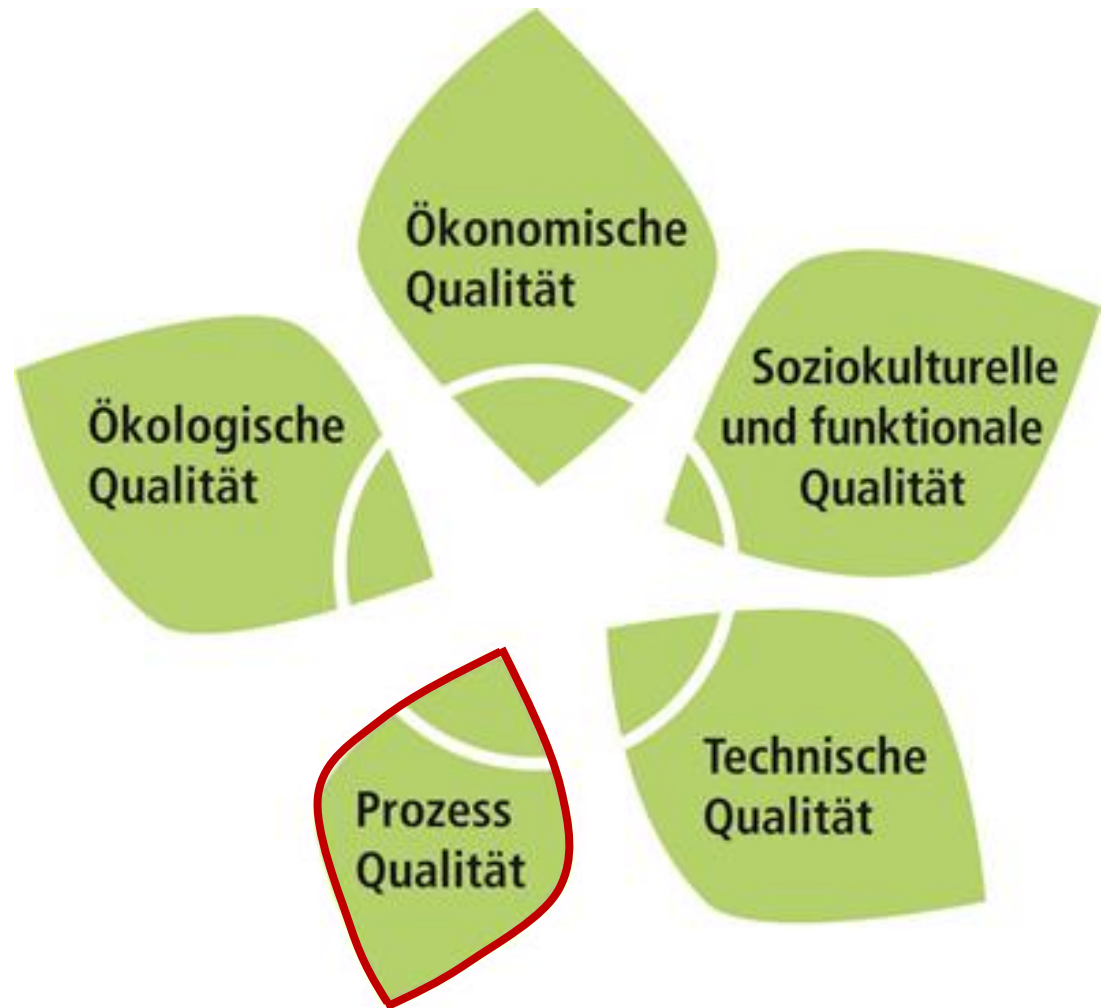 Ökonomische
Qualität
Soziokulturelle
und funktionale
Qualität
Ökologische
Qualität
Technische
Qualität
Prozess
Qualität